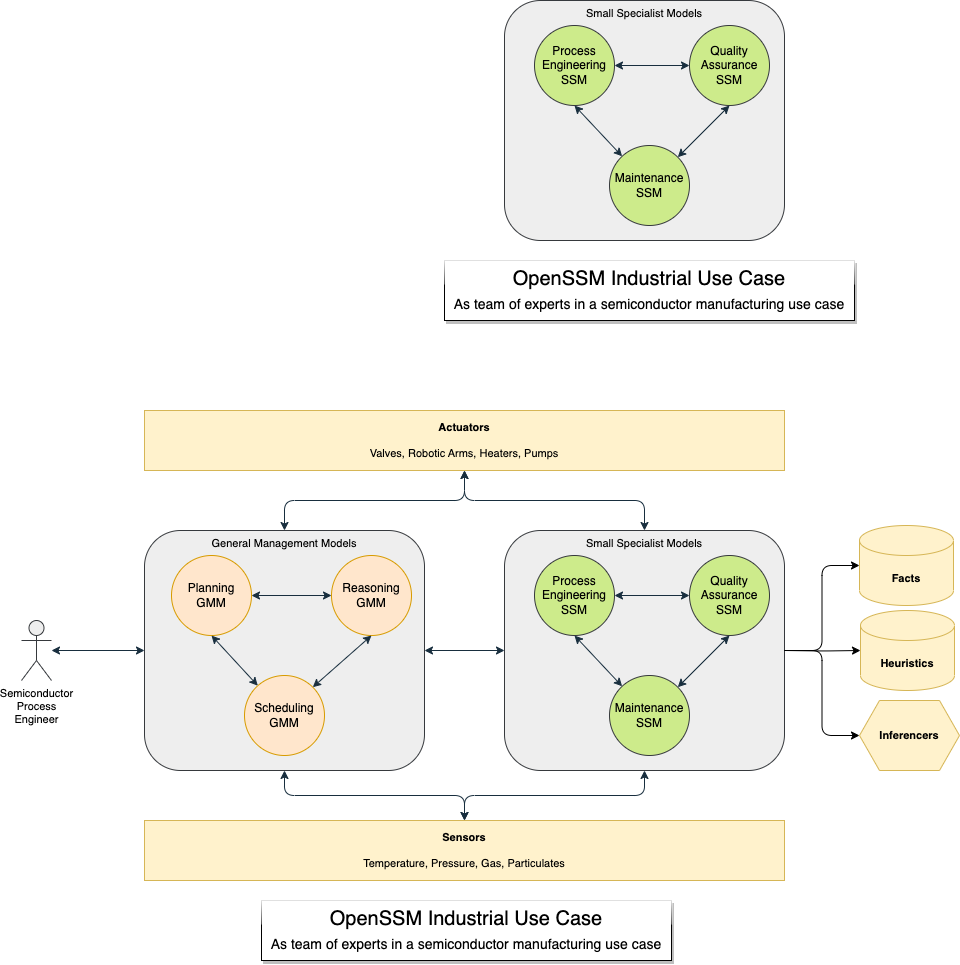 Small Specialist Models
Process
Engineering
SSM
Quality
Assurance
SSM
Maintenance
SSM
OpenSSM Industrial Use Case
As team of experts in a semiconductor manufacturing use case
Actuators
Valves, Robotic Arms, Heaters, Pumps
General Management Models
Planning
GMM
Reasoning
GMM
Scheduling
GMM
Small Specialist Models
Process
Engineering
SSM
Quality
Assurance
SSM
Maintenance
SSM
Facts
Heuristics
Inferencers
Semiconductor
Process
Engineer
Sensors
Temperature, Pressure, Gas, Particulates
OpenSSM Industrial Use Case
As team of experts in a semiconductor manufacturing use case